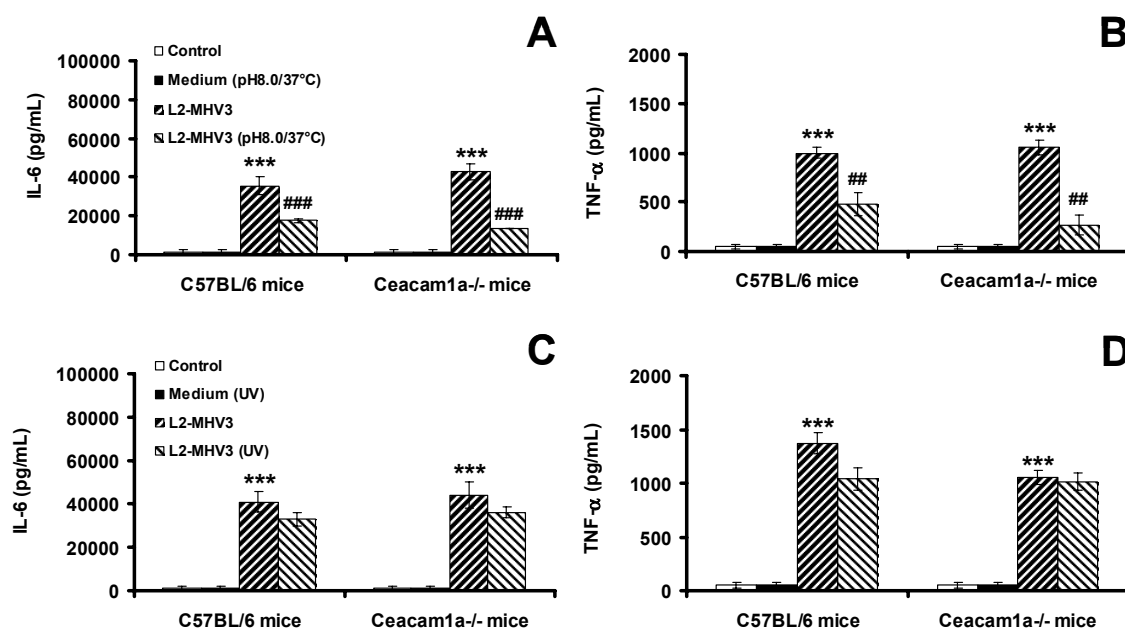 A
IL-6 (pg/mL)
100000
80000
60000
40000
20000
0
Control
Medium (pH8.0/37°C)
L2-MHV3
L2-MHV3 (pH8.0/37°C)
***
###
***
###
C57BL/6 mice
Ceacam1a-/- mice
B
TNF-α (pg/mL)
2000
1500
1000
500
0
***
##
***
##
C57BL/6 mice
Ceacam1a-/- mice
C
IL-6 (pg/mL)
100000
80000
60000
40000
20000
0
Control
Medium (UV)
L2-MHV3
L2-MHV3 (UV)
***
***
C57BL/6 mice
Ceacam1a-/- mice
D
TNF-α (pg/mL)
2000
1500
1000
500
0
***
***
C57BL/6 mice
Ceacam1a-/- mice